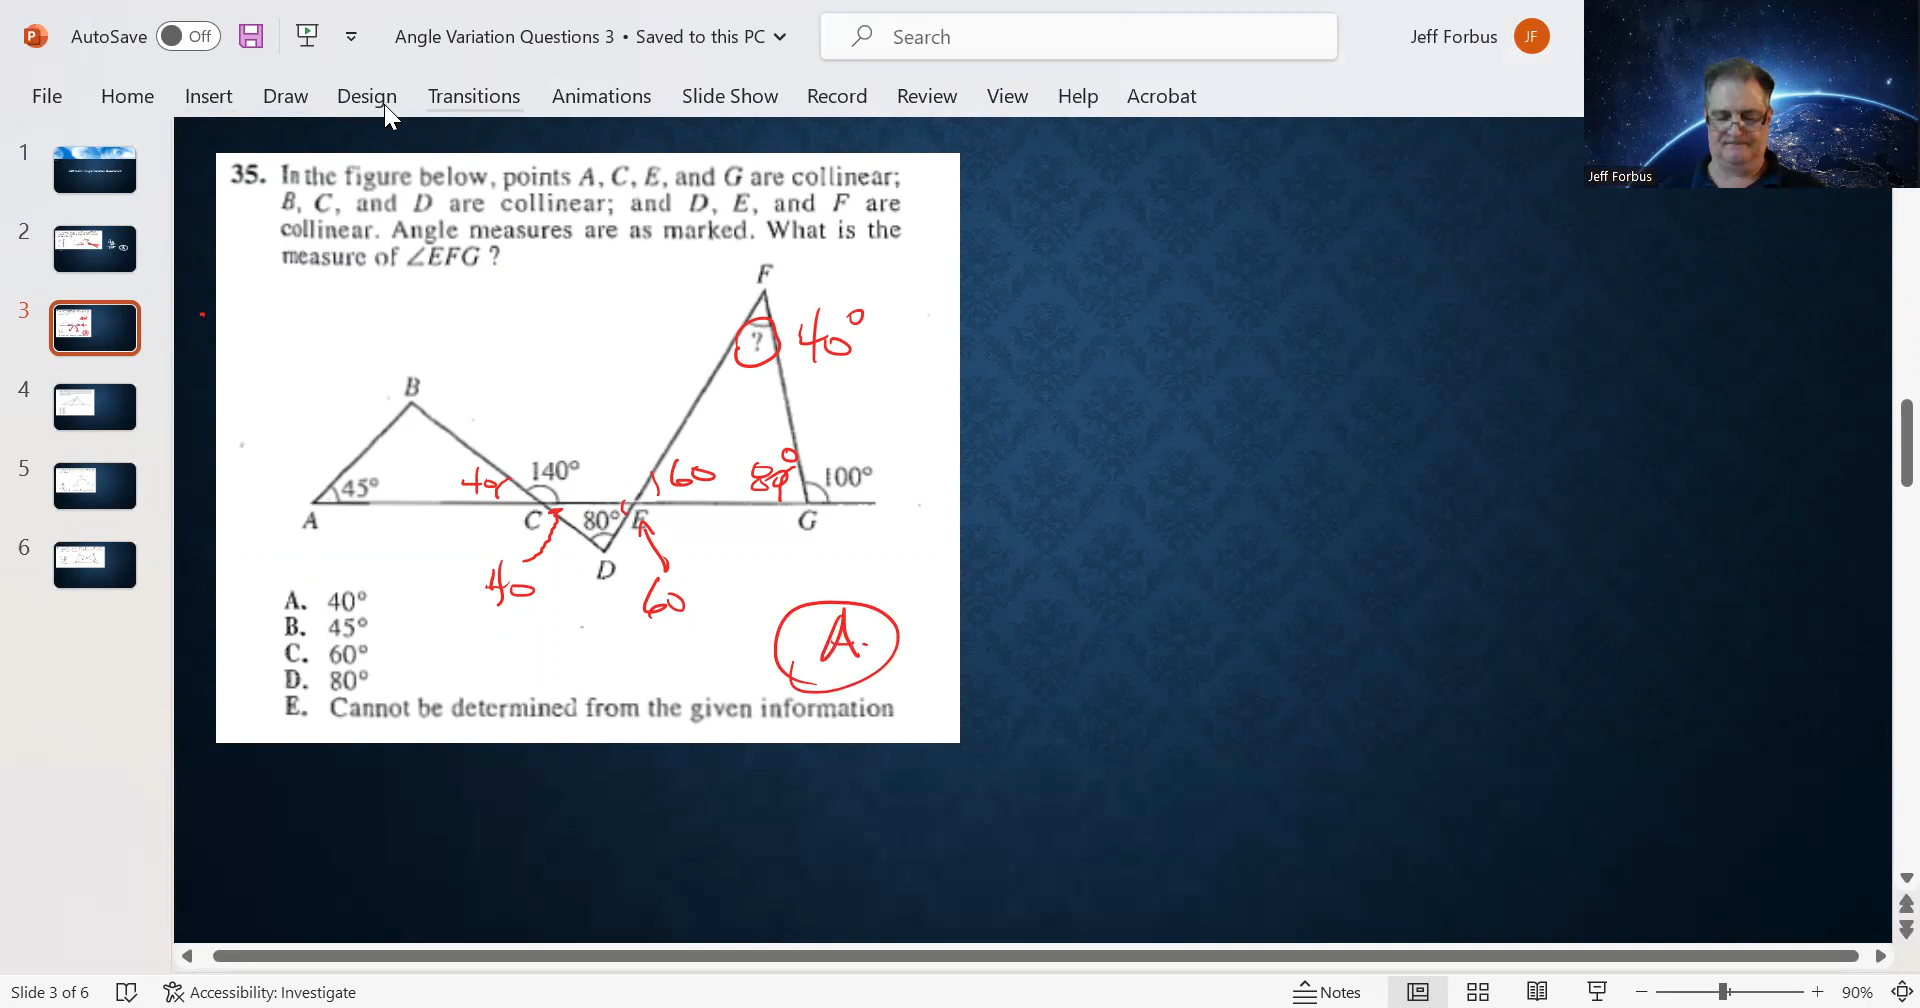 AutoSave Off Angle Variation Questions 3 • Saved to this PC Search Jeff Forbus JF
File Home Insert Draw Design Transitions Animations Slide Show Record Review View Help Acrobat
Jeff Forbus
1
2
3
4
5
6
35. In the figure below, points A, C, E, and G are collinear;
B, C, and D are collinear; and D, E, and F are
collinear. Angle measures are as marked. What is the
measure of ∠EFG ?
F
? 40°
B
45° 40 140° 60 80° 100°
A C 80° E G
D
40 60
A. 40°
B. 45°
C. 60°
D. 80°
E. Cannot be determined from the given information
A.
Slide 3 of 6 Accessibility: Investigate Notes 90%